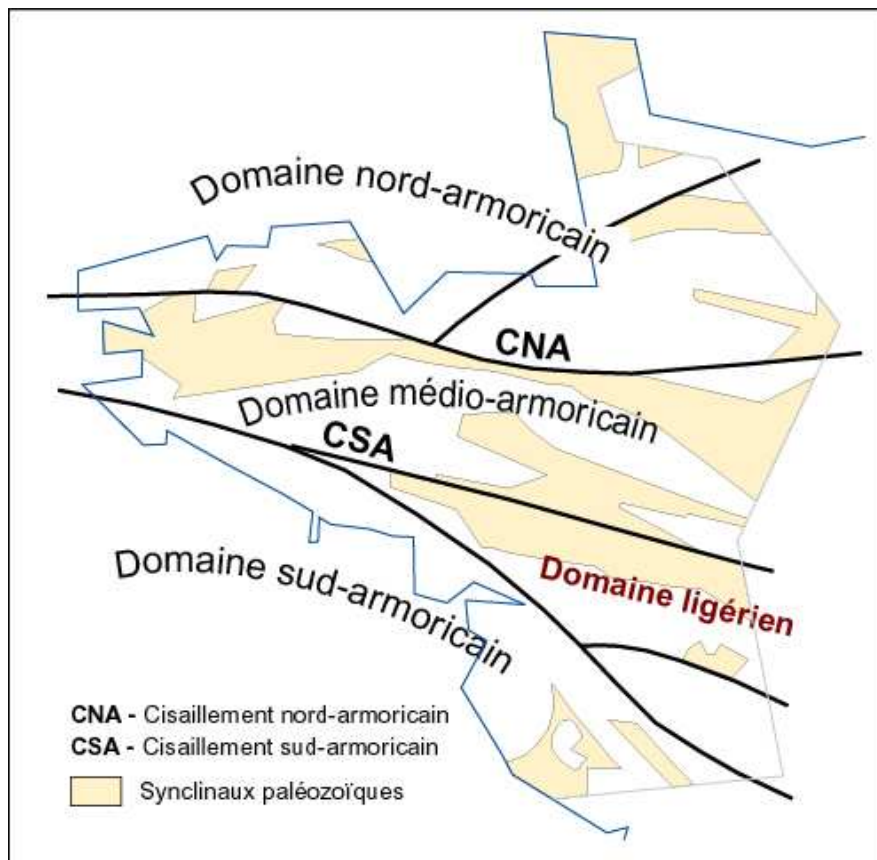 Domaine nord-armoricain
CNA
Domaine médio-armoricain
CSA
Domaine ligérien
Domaine sud-armoricain
CNA - Cisaillement nord-armoricain
CSA - Cisaillement sud-armoricain
Synclinaux paléozoïques